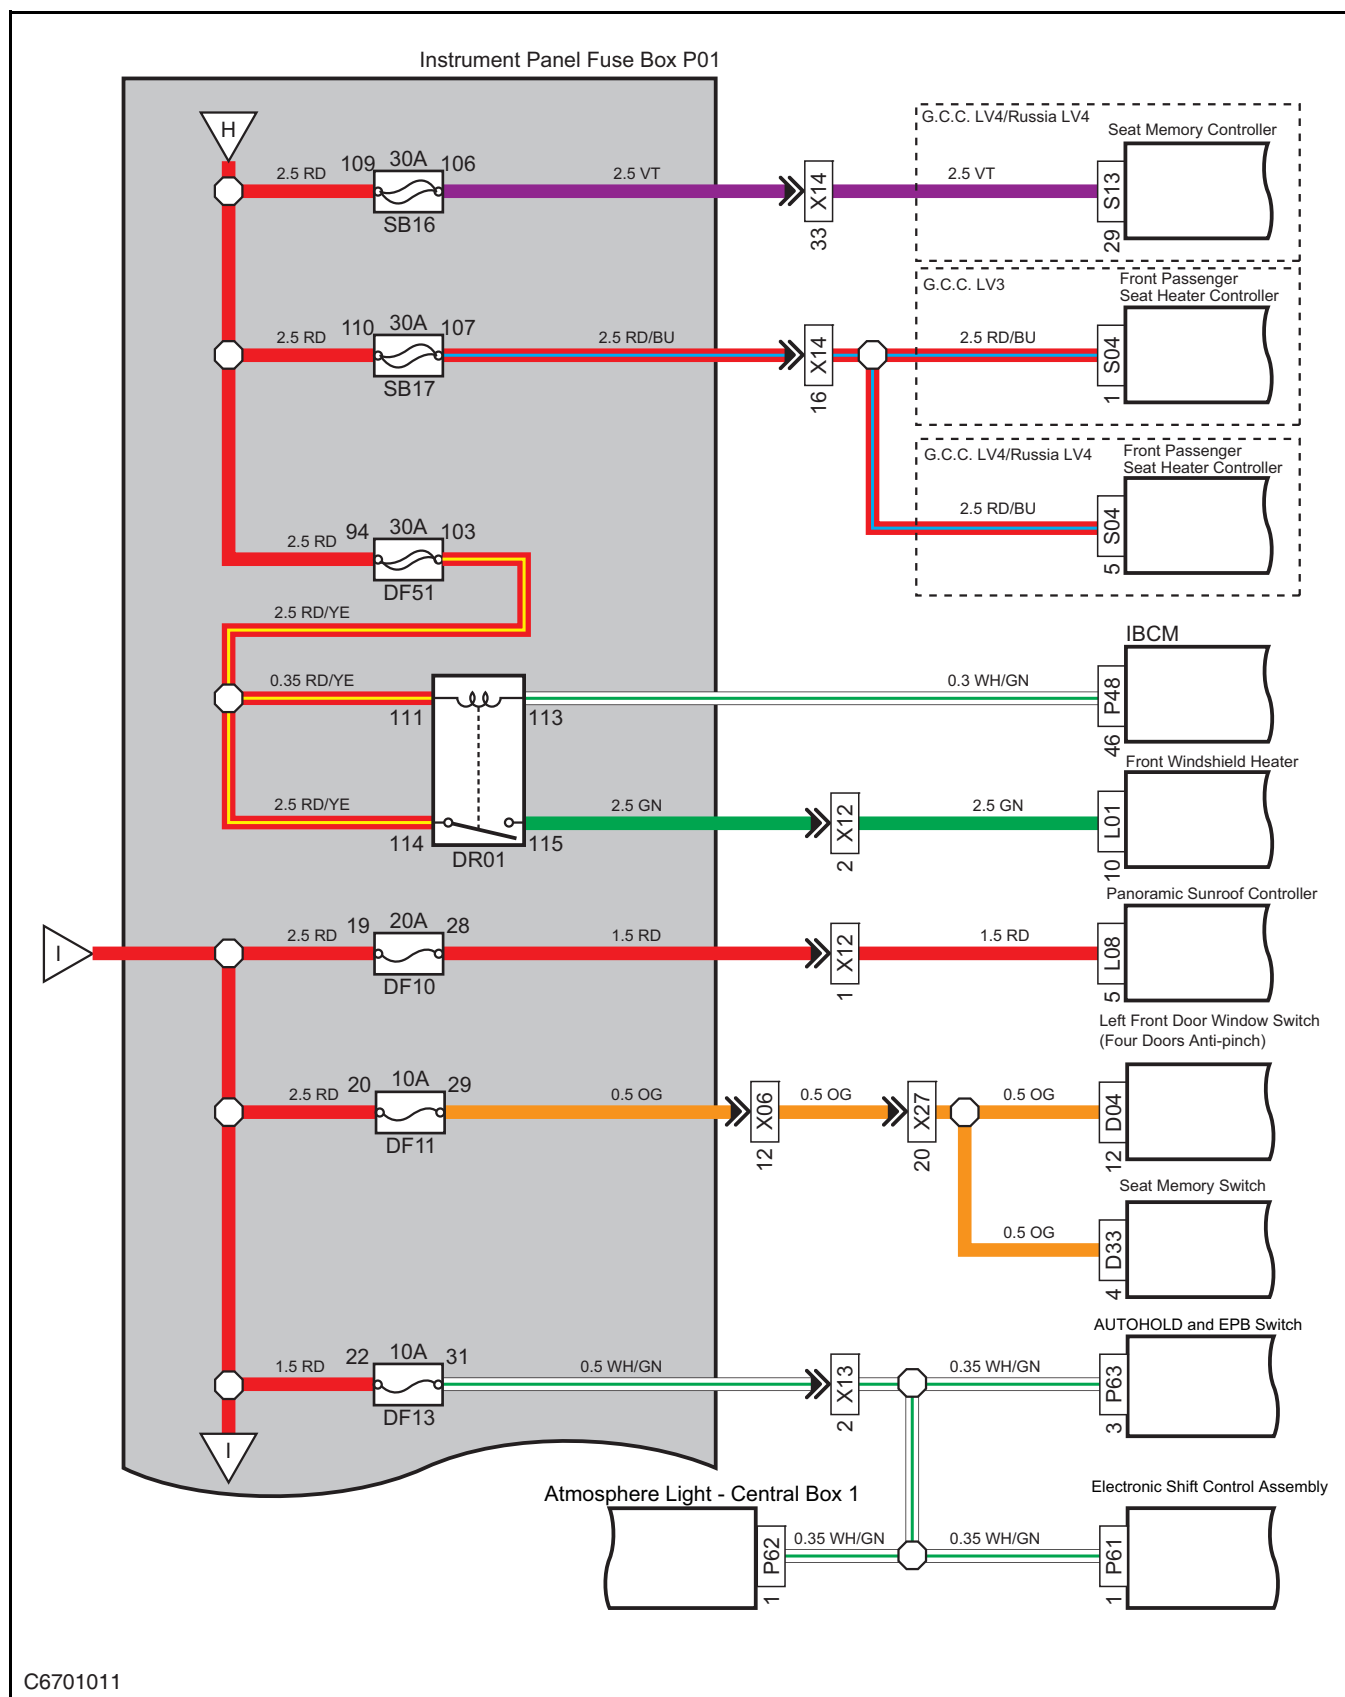 Instrument Panel Fuse Box P01
H
G.C.C. LV4/Russia LV4
Seat Memory Controller
2.5 RD
109
30A
106
SB16
2.5 VT
X14
33
2.5 VT
S13
29
G.C.C. LV3
Front Passenger
Seat Heater Controller
2.5 RD
110
30A
107
SB17
2.5 RD/BU
X14
16
2.5 RD/BU
S04
1
G.C.C. LV4/Russia LV4
Front Passenger
Seat Heater Controller
2.5 RD/BU
S04
5
2.5 RD
94
30A
103
DF51
2.5 RD/YE
0.35 RD/YE
111
113
0.3 WH/GN
IBCM
P48
46
2.5 RD/YE
114
115
DR01
2.5 GN
X12
2
2.5 GN
Front Windshield Heater
L01
10
I
2.5 RD
19
20A
28
DF10
1.5 RD
X12
1
1.5 RD
Panoramic Sunroof Controller
L08
5
Left Front Door Window Switch
(Four Doors Anti-pinch)
2.5 RD
20
10A
29
DF11
0.5 OG
X06
12
0.5 OG
X27
20
0.5 OG
D04
12
Seat Memory Switch
0.5 OG
D33
4
AUTOHOLD and EPB Switch
1.5 RD
22
10A
31
DF13
0.5 WH/GN
X13
2
0.35 WH/GN
P63
3
I
Atmosphere Light - Central Box 1
P62
1
0.35 WH/GN
0.35 WH/GN
Electronic Shift Control Assembly
P61
1
C6701011